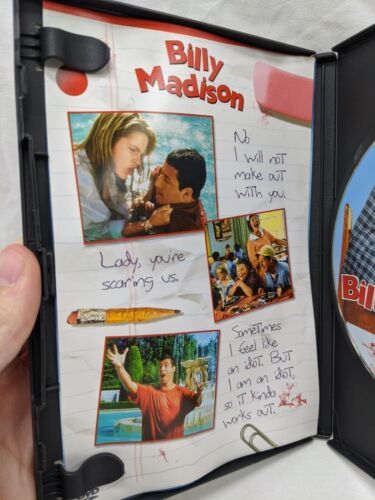 Billy
Madison
No
I will not
make out
with you.
Lady, you're
scaring us.
Sometimes
I feel like
an idiot. But
I am an idiot,
so it kinda
works out.
Bill